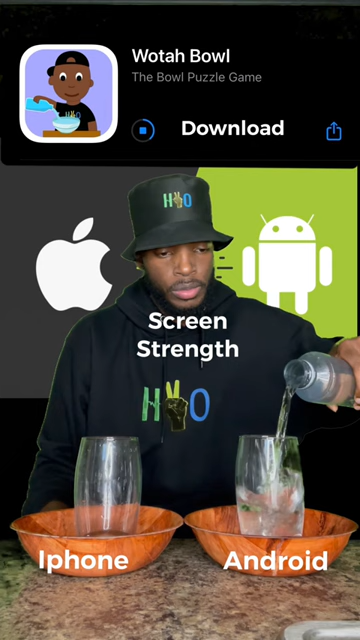 Wotah Bowl
The Bowl Puzzle Game
Download
H2O
Screen
Strength
H2O
Iphone
Android